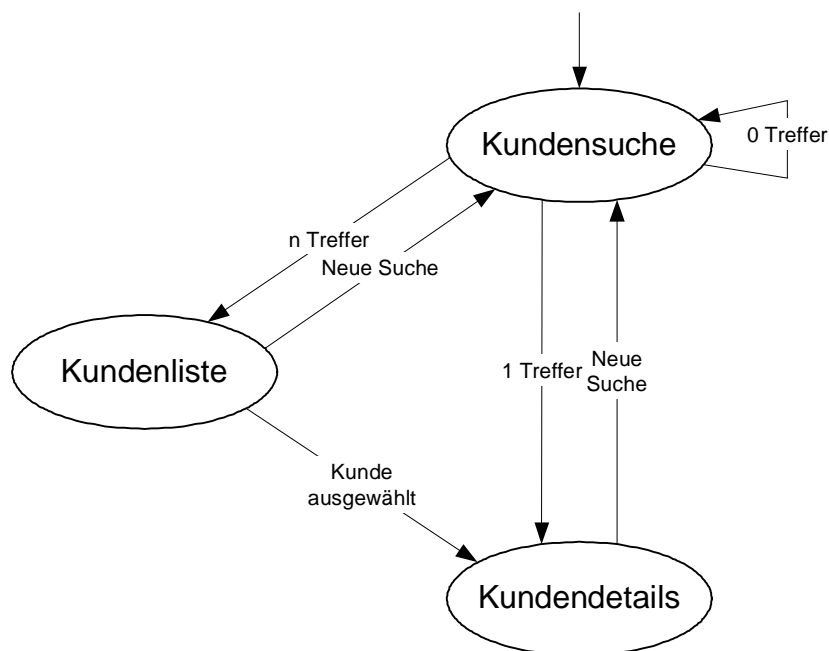 Kundensuche
0 Treffer
n Treffer
Neue Suche
Kundenliste
1 Treffer
Neue
Suche
Kunde
ausgewählt
Kundendetails